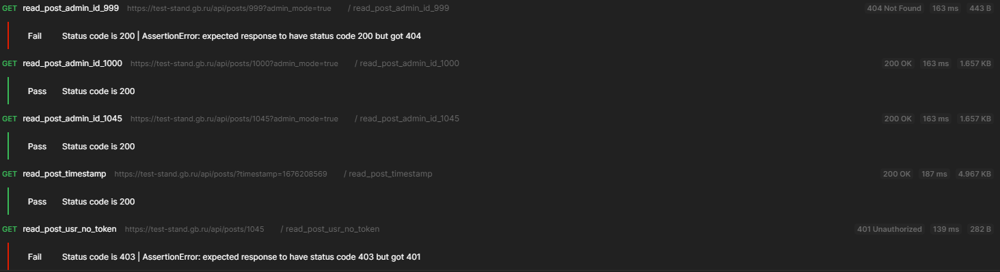 GET read_post_admin_id_999 https://test-stand.gb.ru/api/posts/999?admin_mode=true / read_post_admin_id_999 404 Not Found 163 ms 443 B
Fail Status code is 200 | AssertionError: expected response to have status code 200 but got 404
GET read_post_admin_id_1000 https://test-stand.gb.ru/api/posts/1000?admin_mode=true / read_post_admin_id_1000 200 OK 163 ms 1.657 KB
Pass Status code is 200
GET read_post_admin_id_1045 https://test-stand.gb.ru/api/posts/1045?admin_mode=true / read_post_admin_id_1045 200 OK 163 ms 1.657 KB
Pass Status code is 200
GET read_post_timestamp https://test-stand.gb.ru/api/posts/?timestamp=1676208569 / read_post_timestamp 200 OK 187 ms 4.967 KB
Pass Status code is 200
GET read_post_usr_no_token https://test-stand.gb.ru/api/posts/1045 / read_post_usr_no_token 401 Unauthorized 139 ms 282 B
Fail Status code is 403 | AssertionError: expected response to have status code 403 but got 401